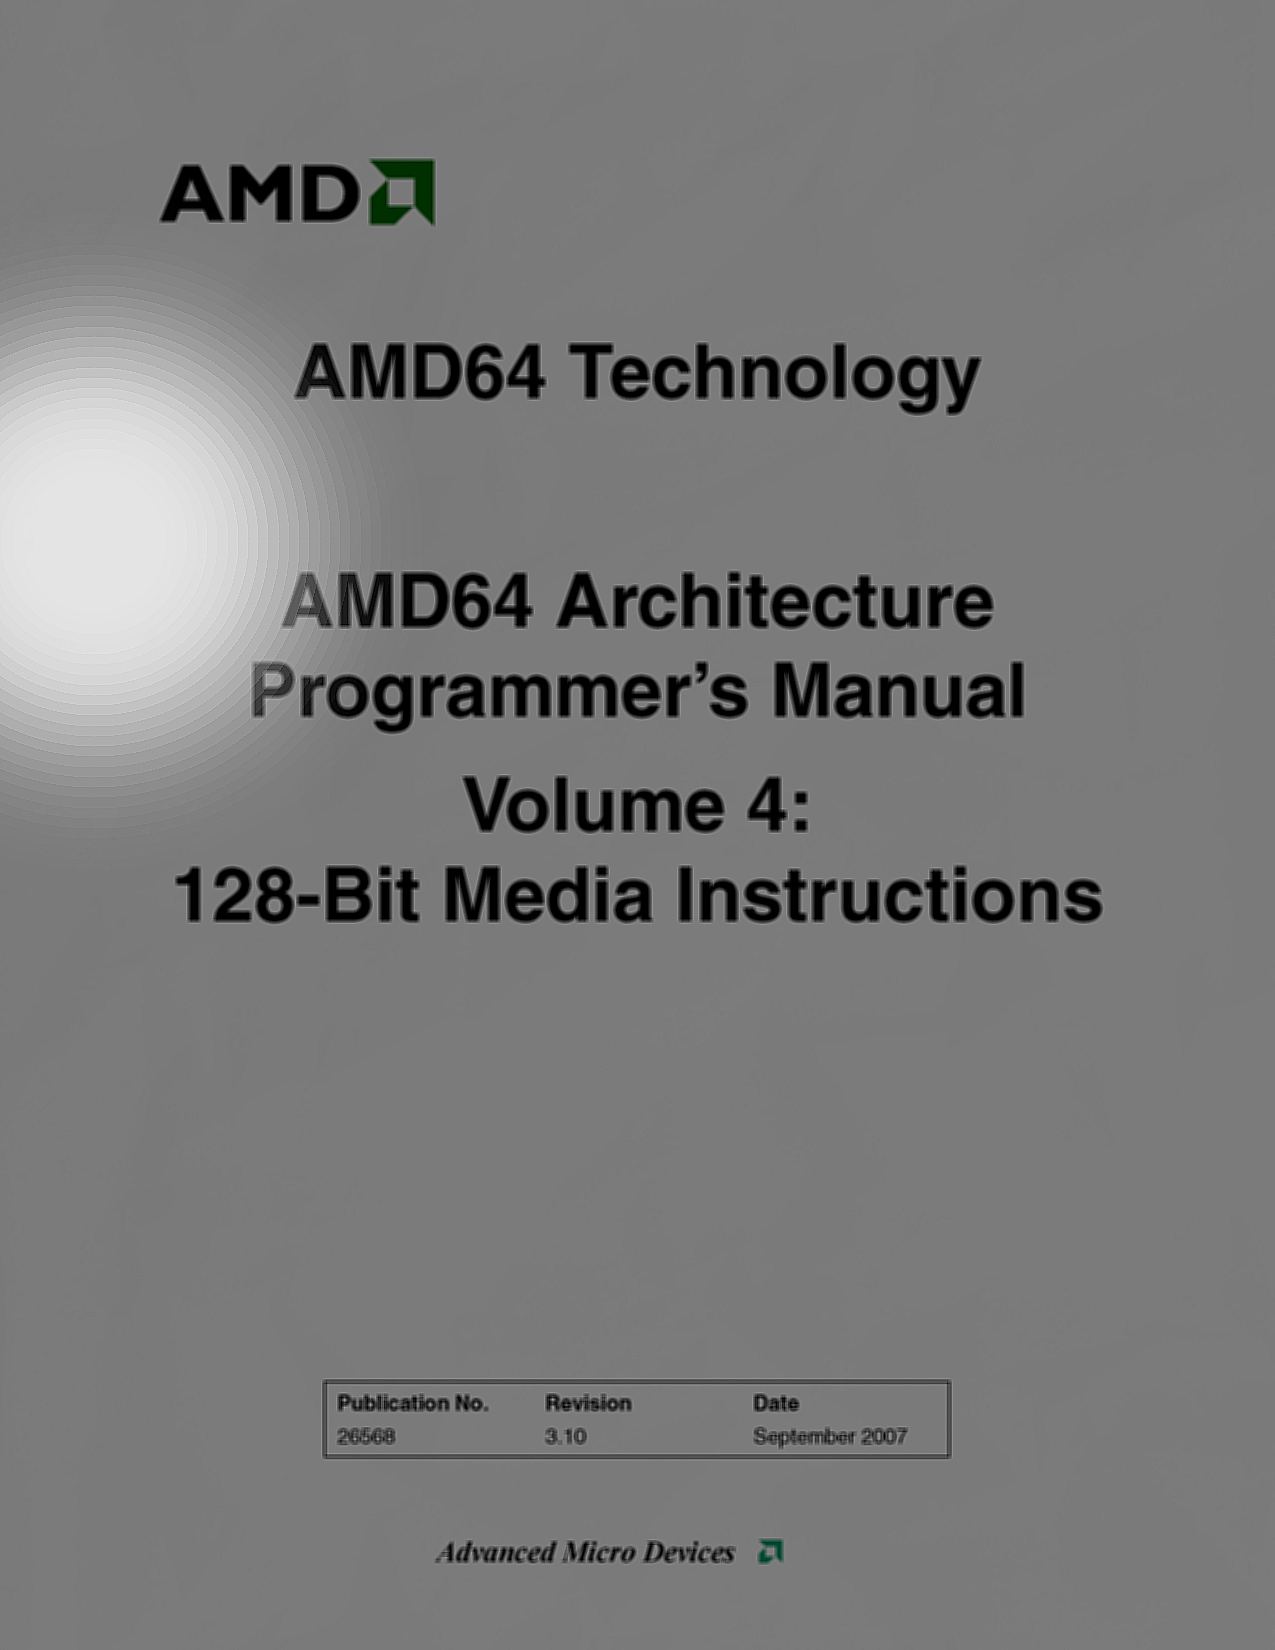 AMD
AMD64 Technology
AMD64 Architecture
Programmer’s Manual
Volume 4:
128-Bit Media Instructions
Publication No. Revision Date
26568 3.10 September 2007
Advanced Micro Devices